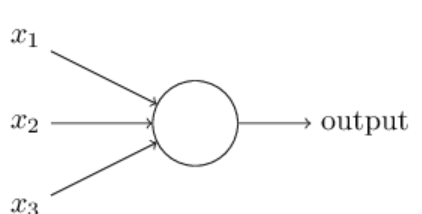 x₁
x₂ output
x₃